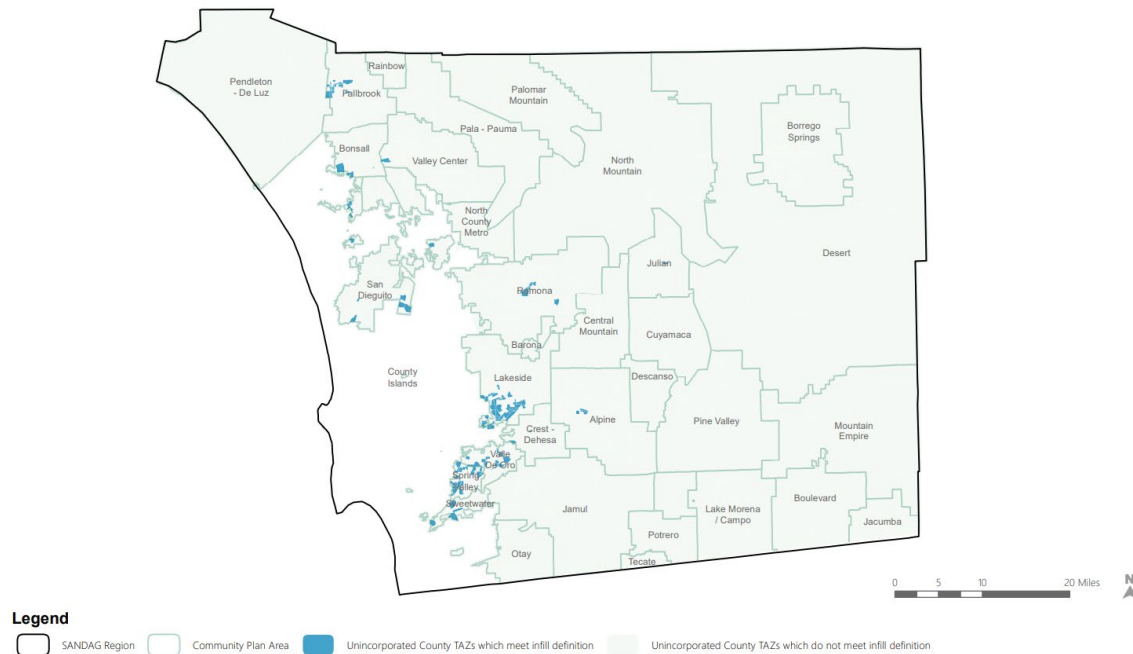 Rainbow
Pendleton
- De Luz
Fallbrook
Palomar
Mountain
Borrego
Springs
Pala - Pauma
Bonsall
Valley Center
North
Mountain
North
County
Metro
Desert
Julian
San
Dieguito
Ramona
Central
Mountain
Cuyamaca
Barona
County
Islands
Lakeside
Descanso
Alpine
Pine Valley
Crest -
Dehesa
Mountain
Empire
Valle
De Oro
Spring
Valley
Sweetwater
Jamul
Lake Morena
/ Campo
Boulevard
Jacumba
Potrero
Otay
Tecate
0 5 10 20 Miles
N
Legend
SANDAG Region Community Plan Area Unincorporated County TAZs which meet infill definition Unincorporated County TAZs which do not meet infill definition